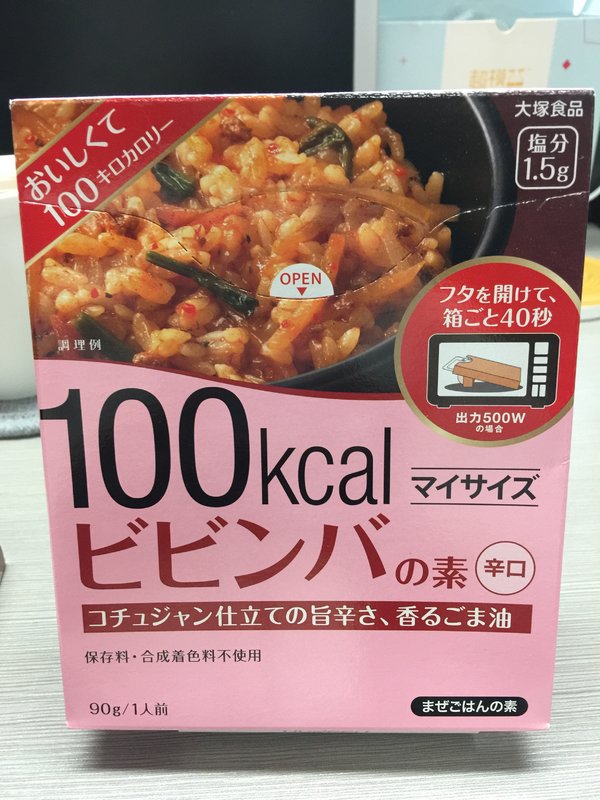 大塚食品
おいしくて
100キロカロリー
塩分
1.5g
OPEN
フタを開けて、
箱ごと40秒
調理例
出力500W
の場合
100kcal
マイサイズ
ビビンバの素
辛口
コチュジャン仕立ての旨辛さ、香るごま油
保存料・合成着色料不使用
90g/1人前
まぜごはんの素